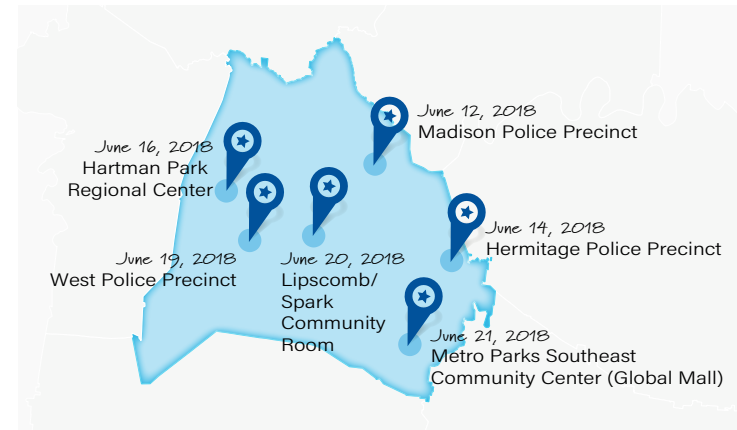 June 12, 2018
Madison Police Precinct
June 16, 2018
Hartman Park
Regional Center
June 14, 2018
Hermitage Police Precinct
June 19, 2018
West Police Precinct
June 20, 2018
Lipscomb/
Spark
Community
Room
June 21, 2018
Metro Parks Southeast
Community Center (Global Mall)